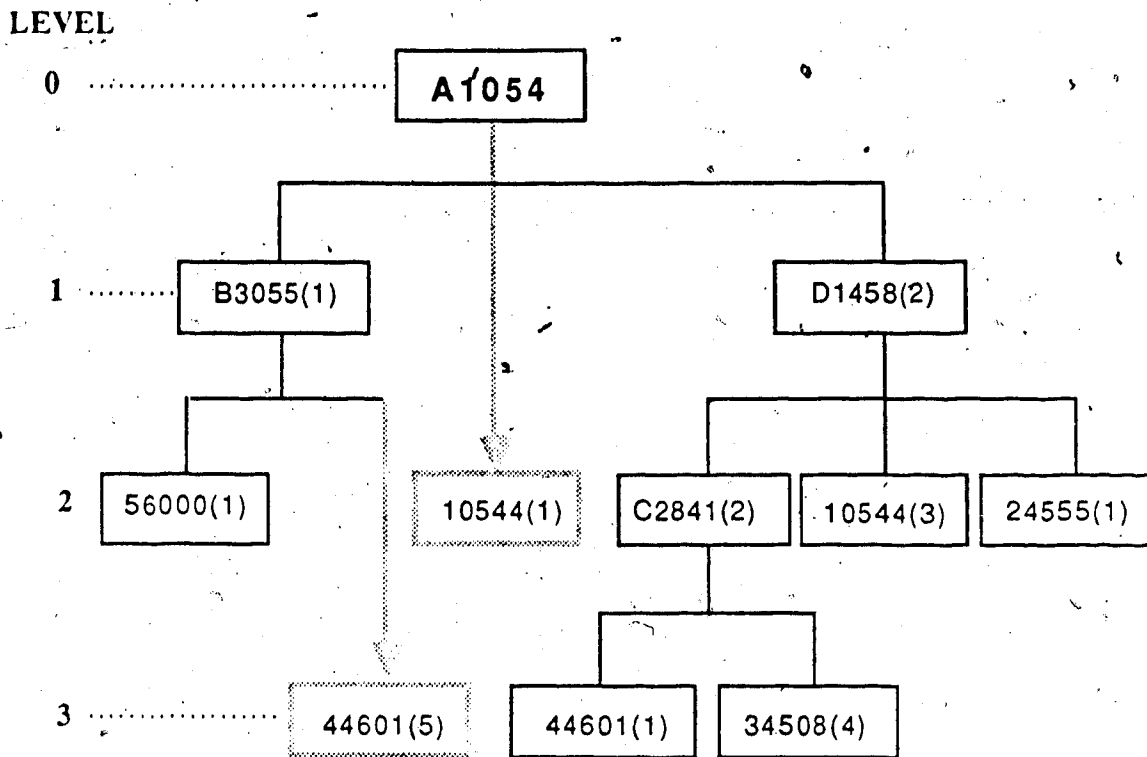 LEVEL
0 A1054
1 B3055(1) D1458(2)
2 56000(1) 10544(1) C2841(2) 10544(3) 24555(1)
3 44601(5) 44601(1) 34508(4)